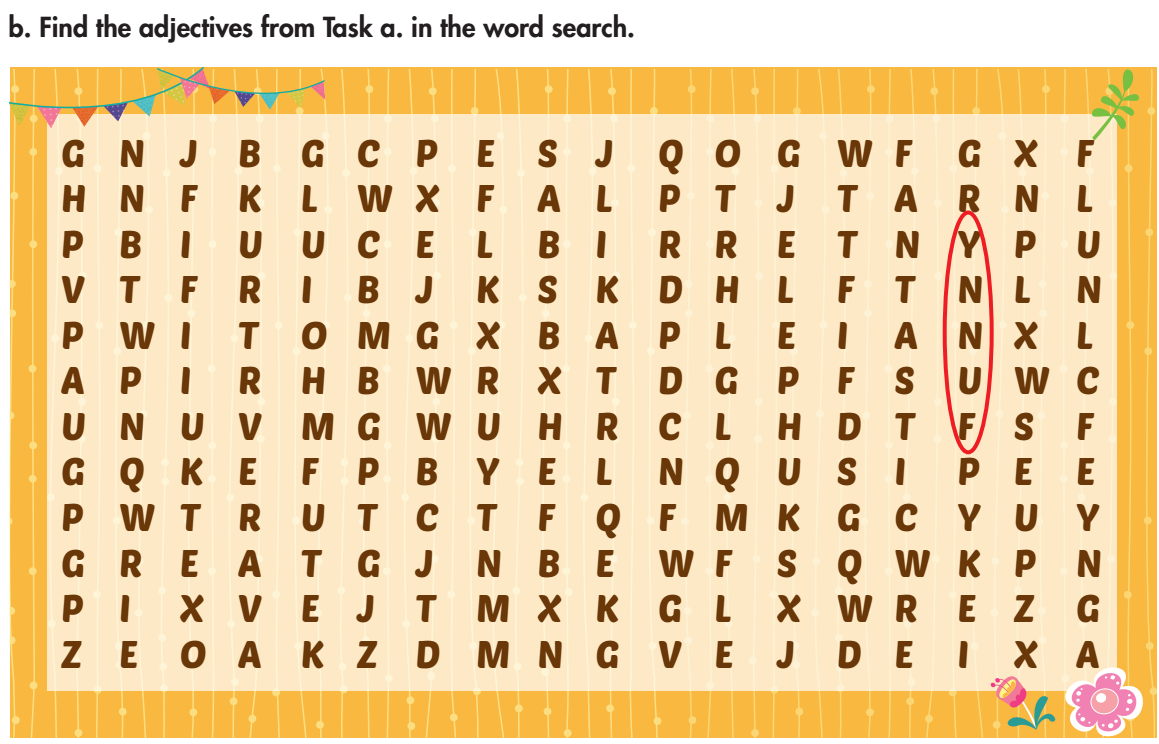 b. Find the adjectives from Task a. in the word search.
G N J B G C P E S J Q O G W F G X F
H N F K L W X F A L P T J T A R N L
P B I U U C E L B I R R E T N Y P U
V T F R I B J K S K D H L F T N L N
P W I T O M G X B A P L E I A N X L
A P I R H B W R X T D G P F S U W C
U N U V M G W U H R C L H D T F S F
G Q K E F P B Y E L N Q U S I P E E
P W T R U T C T F Q F M K G C Y U Y
G R E A T G J N B E W F S Q W K P N
P I X V E J T M X K G L X W R E Z G
Z E O A K Z D M N G V E J D E I X A